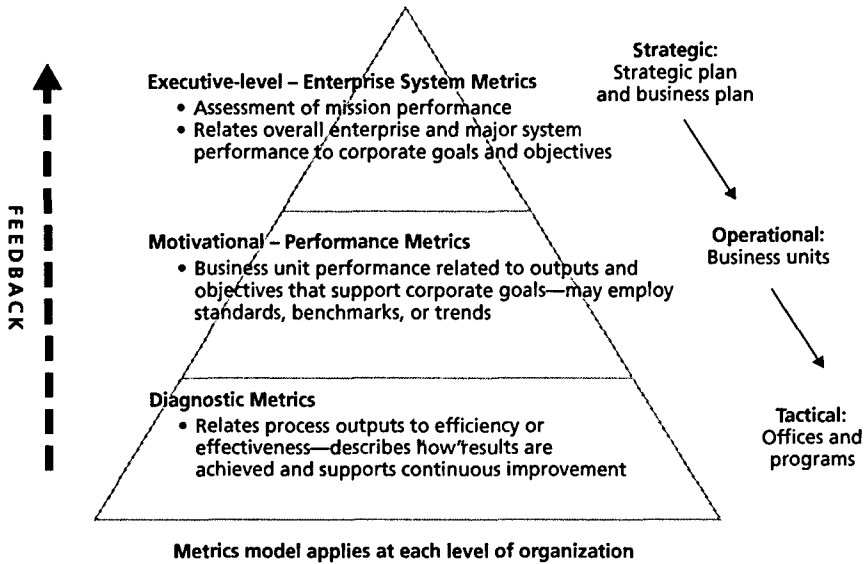 Executive-level – Enterprise System Metrics
• Assessment of mission performance
• Relates overall enterprise and major system
performance to corporate goals and objectives
Strategic:
Strategic plan
and business plan
FEEDBACK
Motivational – Performance Metrics
• Business unit performance related to outputs and
objectives that support corporate goals—may employ
standards, benchmarks, or trends
Operational:
Business units
Diagnostic Metrics
• Relates process outputs to efficiency or
effectiveness—describes "how" results are
achieved and supports continuous improvement
Tactical:
Offices and
programs
Metrics model applies at each level of organization